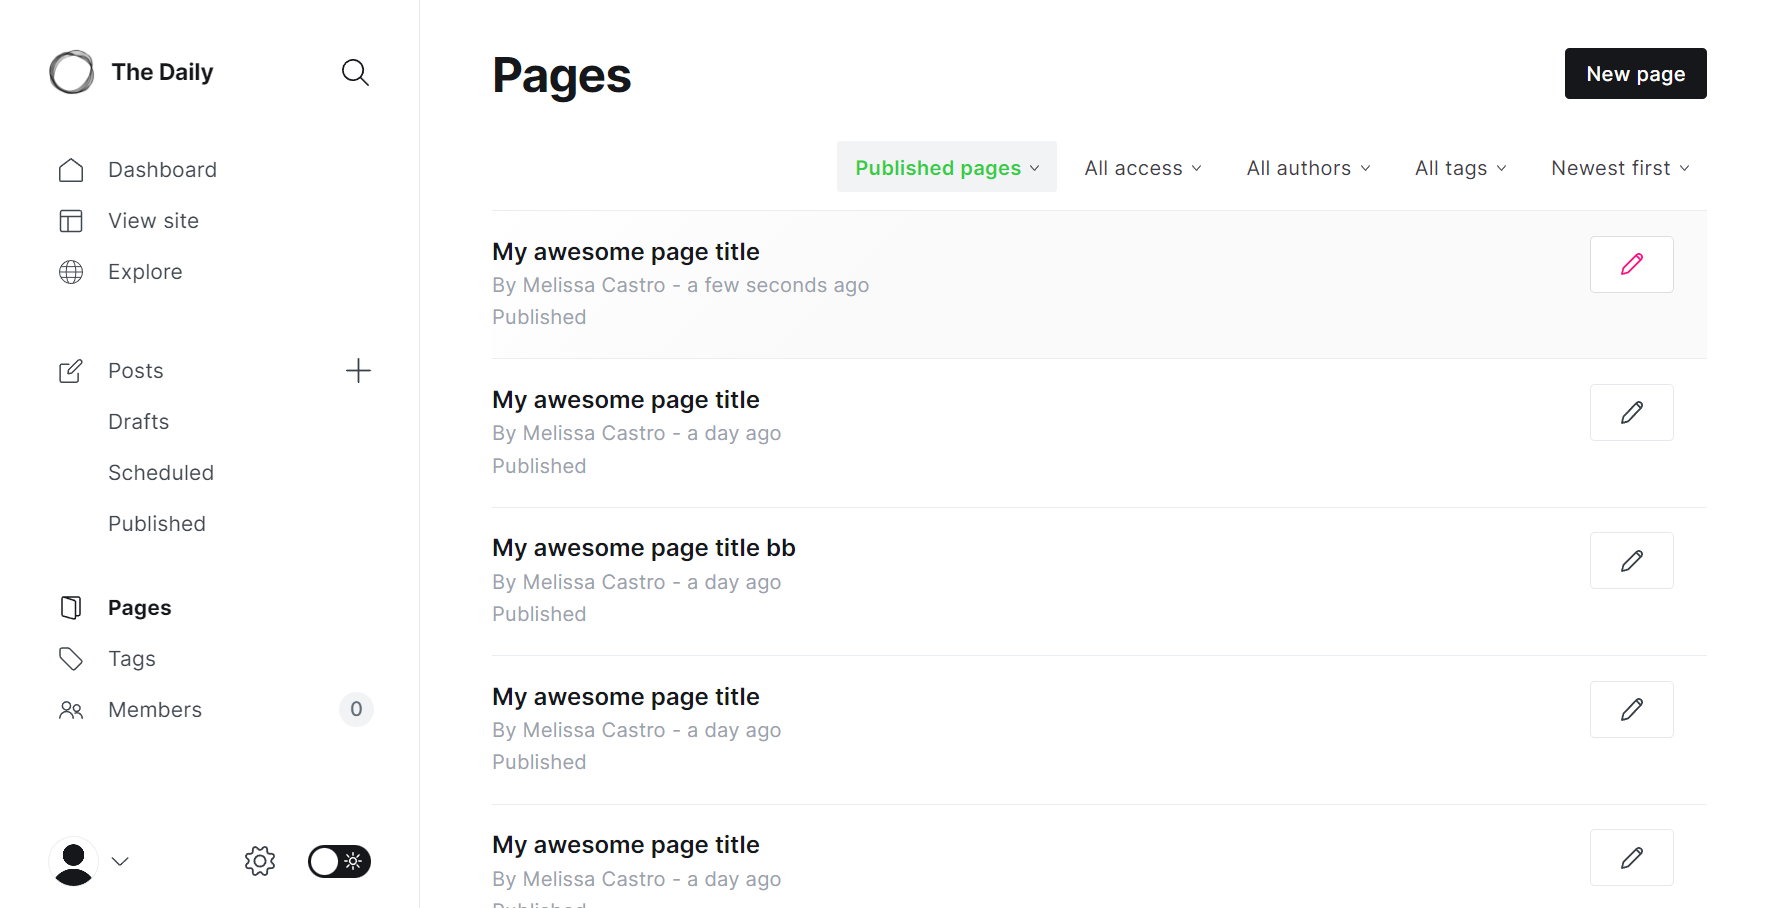 The Daily
Dashboard
View site
Explore
Posts
Drafts
Scheduled
Published
Pages
Tags
Members 0
Pages
New page
Published pages All access All authors All tags Newest first
My awesome page title
By Melissa Castro - a few seconds ago
Published
My awesome page title
By Melissa Castro - a day ago
Published
My awesome page title bb
By Melissa Castro - a day ago
Published
My awesome page title
By Melissa Castro - a day ago
Published
My awesome page title
By Melissa Castro - a day ago
Published